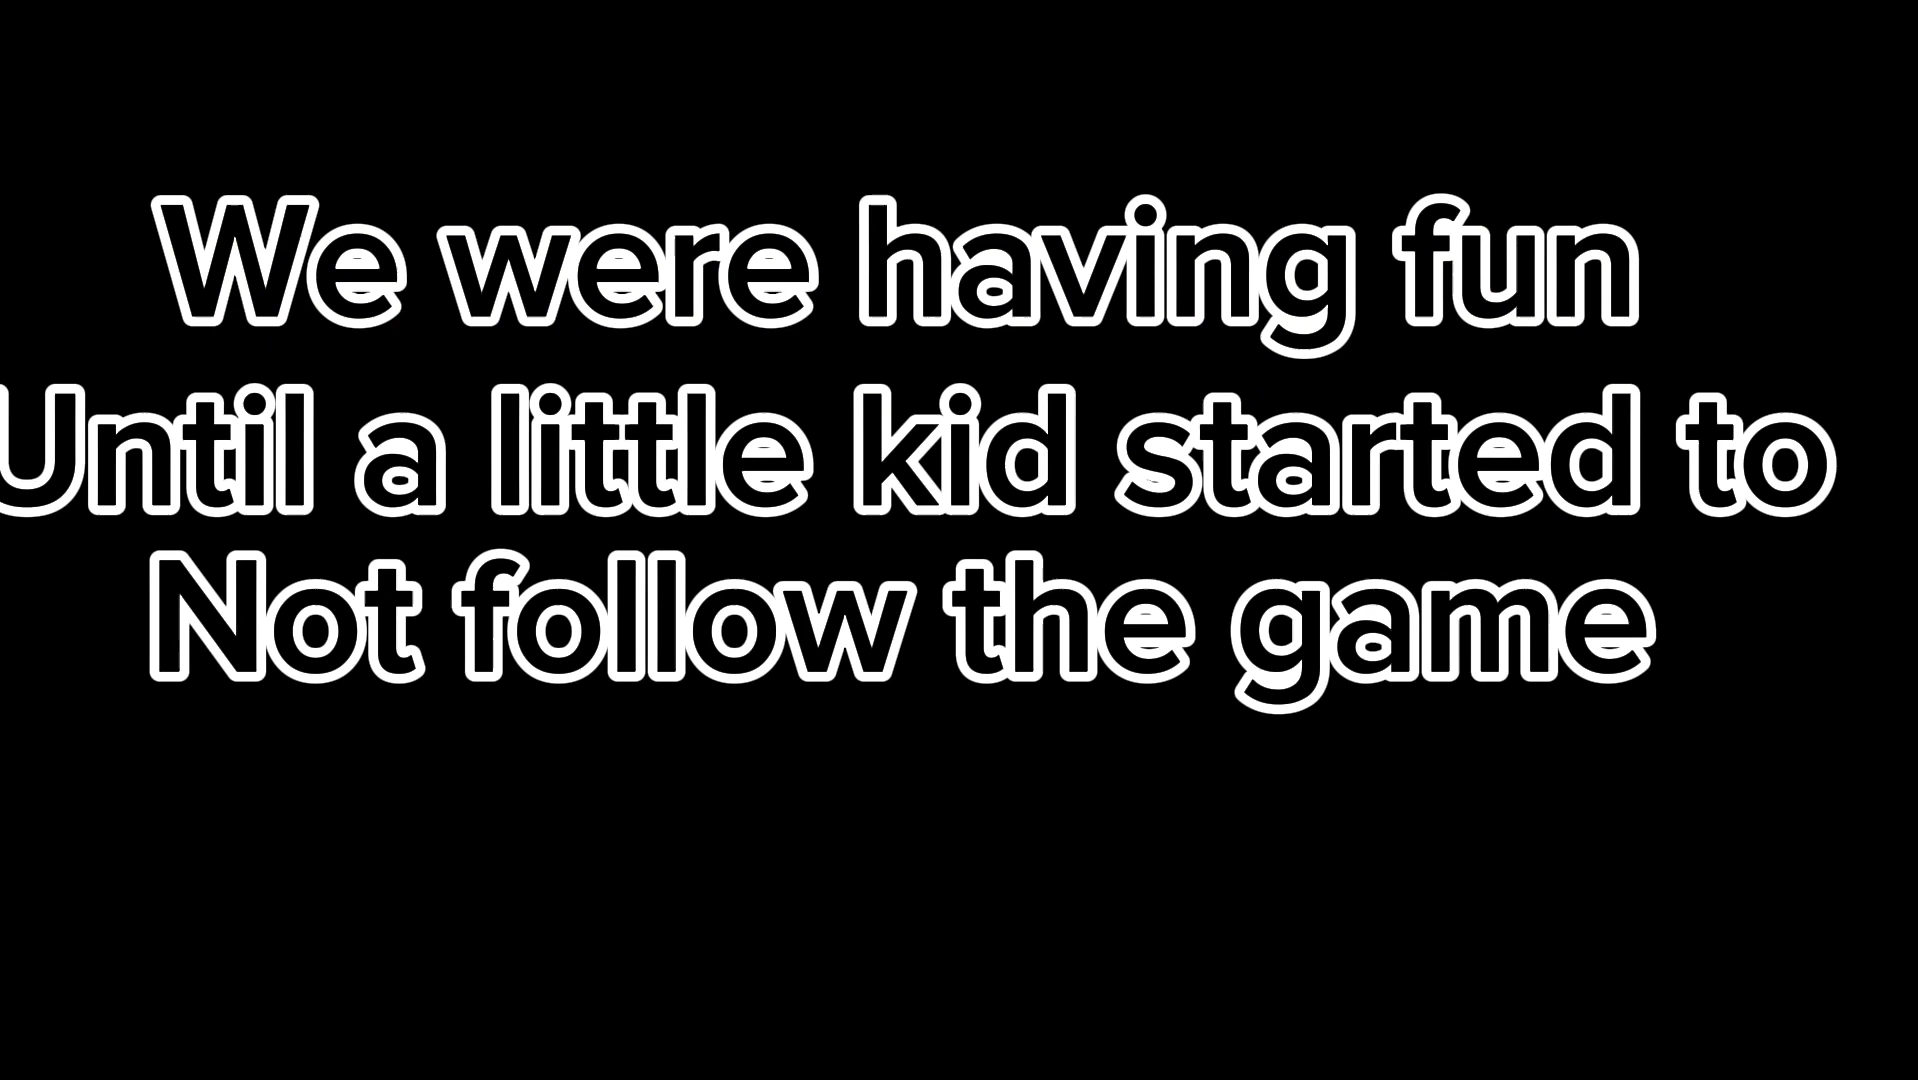 We were having fun
Until a little kid started to
Not follow the game